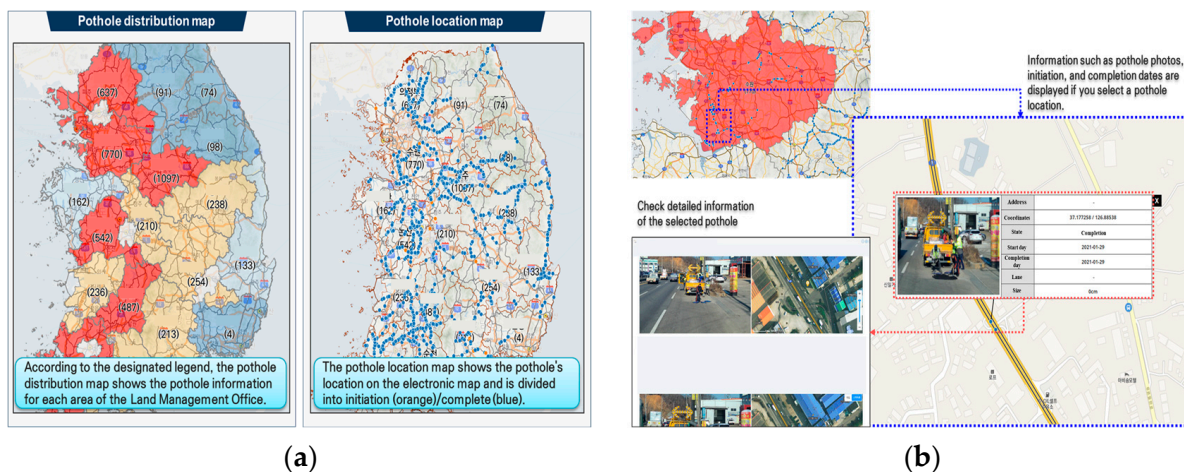 Pothole distribution map
(637)
(91)
(74)
(770)
(98)
(1097)
(162)
(238)
(210)
(542)
(133)
(236)
(254)
(487)
(213)
(4)
According to the designated legend, the pothole
distribution map shows the pothole information
for each area of the Land Management Office.
Pothole location map
(91)
(74)
수원
(770)
(1097)
(162)
(210)
(254)
(133)
(236)
(4)
The pothole location map shows the pothole's
location on the electronic map and is divided
into initiation (orange)/complete (blue).
(a)
Information such as pothole photos,
initiation, and completion dates are
displayed if you select a pothole
location.
Check detailed information
of the selected pothole
X
Address -
Coordinates 37.177258 / 126.88538
State Completion
Start day 2021-01-29
Completion
day 2021-01-29
Lane -
Size 0cm
(b)